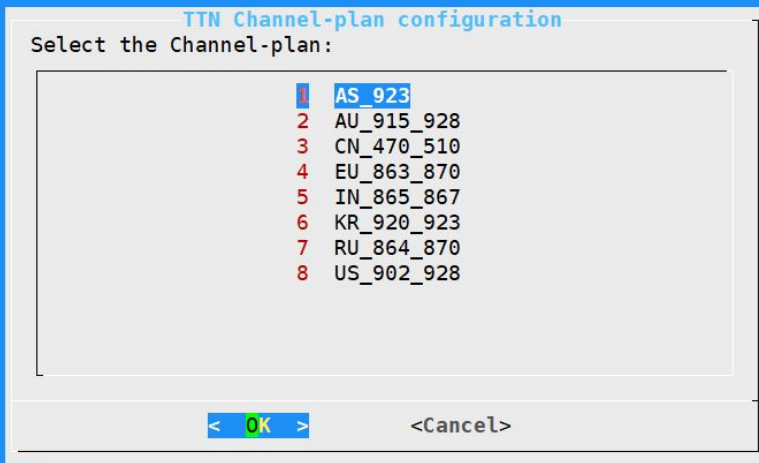 TTN Channel-plan configuration
Select the Channel-plan:
1 AS_923
2 AU_915_928
3 CN_470_510
4 EU_863_870
5 IN_865_867
6 KR_920_923
7 RU_864_870
8 US_902_928
< OK > <Cancel>